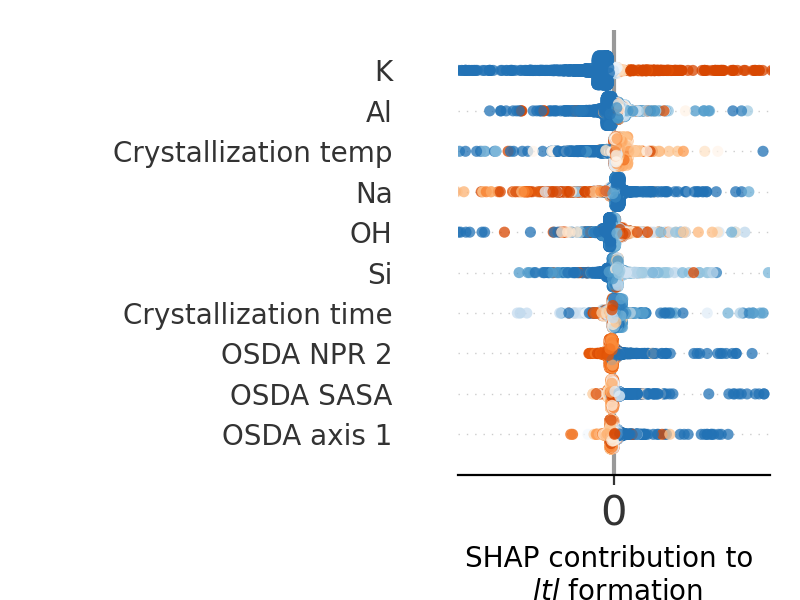 K
Al
Crystallization temp
Na
OH
Si
Crystallization time
OSDA NPR 2
OSDA SASA
OSDA axis 1
0
SHAP contribution to
ltl formation